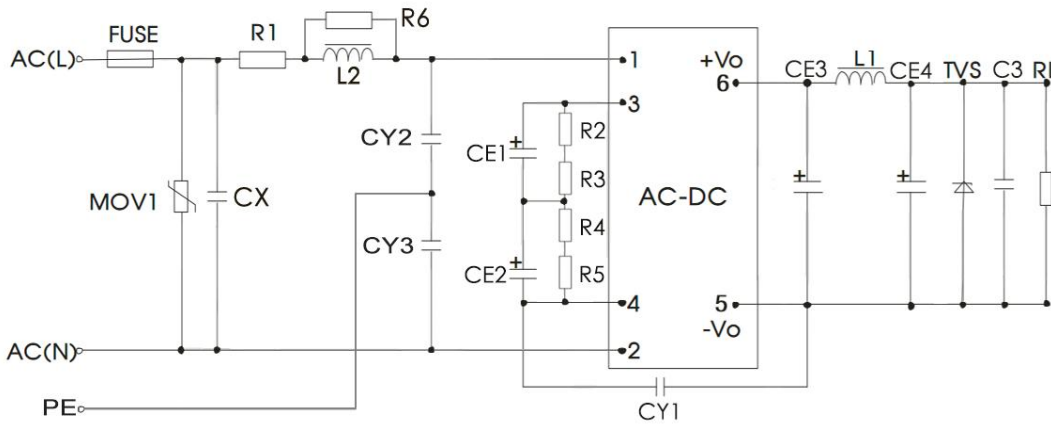 FUSE
R1
R6
L2
AC(L)
MOV1
CX
CY2
CY3
AC(N)
PE
1
3
4
2
CE1
CE2
R2
R3
R4
R5
AC-DC
+Vo
6
5
-Vo
CY1
CE3
L1
CE4
TVS
C3
+
+
+
+